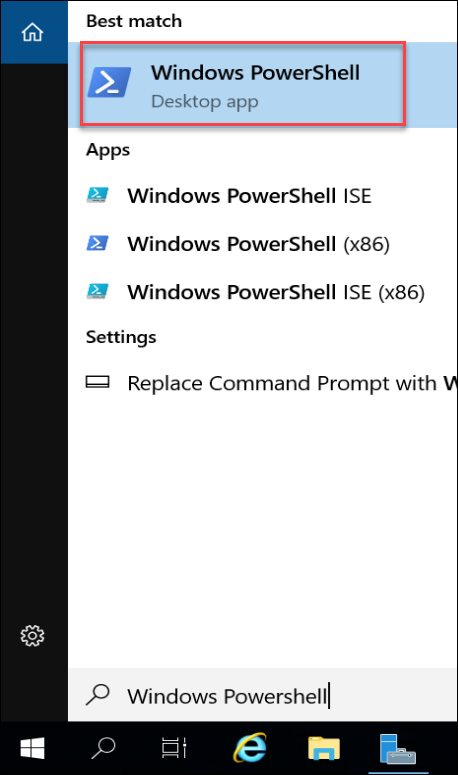 Best match
Windows PowerShell
Desktop app
Apps
Windows PowerShell ISE
Windows PowerShell (x86)
Windows PowerShell ISE (x86)
Settings
Replace Command Prompt with W
Windows Powershell